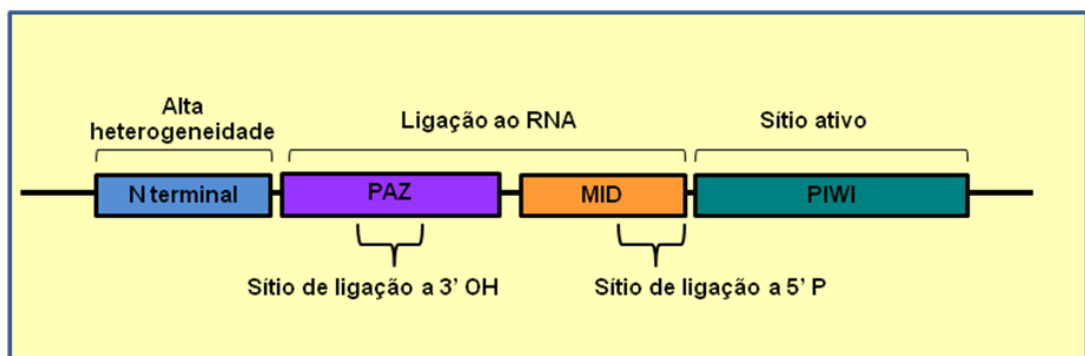 Alta
heterogeneidade
Ligação ao RNA
Sítio ativo
N terminal
PAZ
MID
PIWI
Sítio de ligação a 3' OH
Sítio de ligação a 5' P